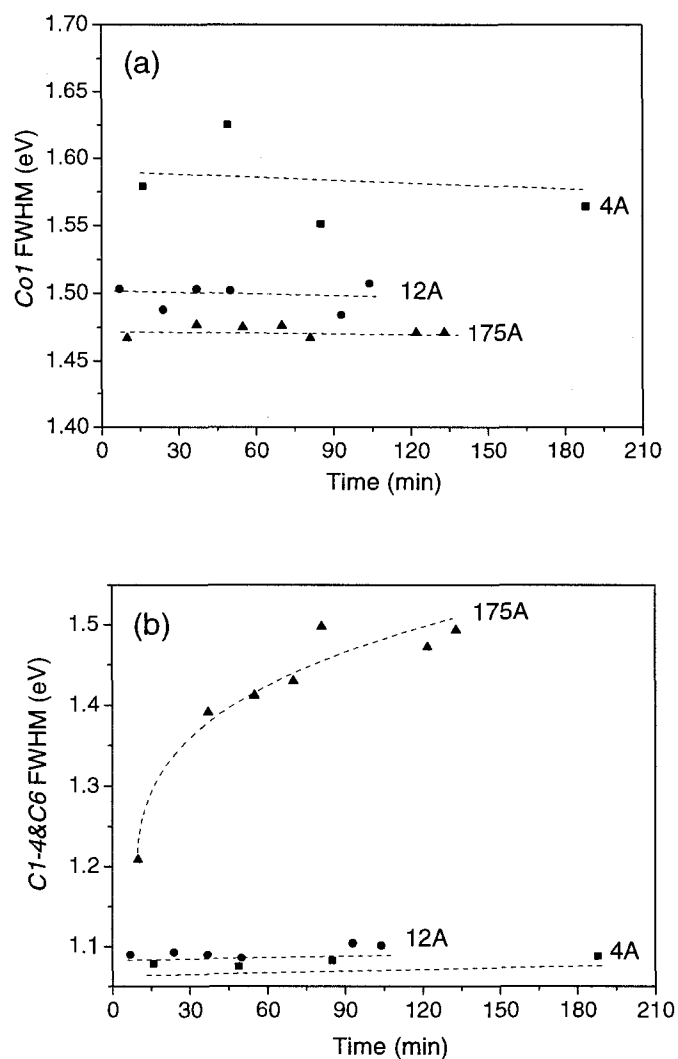 1.70
(a)
1.65
1.60
4A
1.55
1.50
12A
175A
1.45
1.40
0 30 60 90 120 150 180 210
Co1 FWHM (eV)
Time (min)
(b)
1.5
175A
1.4
1.3
1.2
12A
4A
1.1
0 30 60 90 120 150 180 210
C1-4&C6 FWHM (eV)
Time (min)